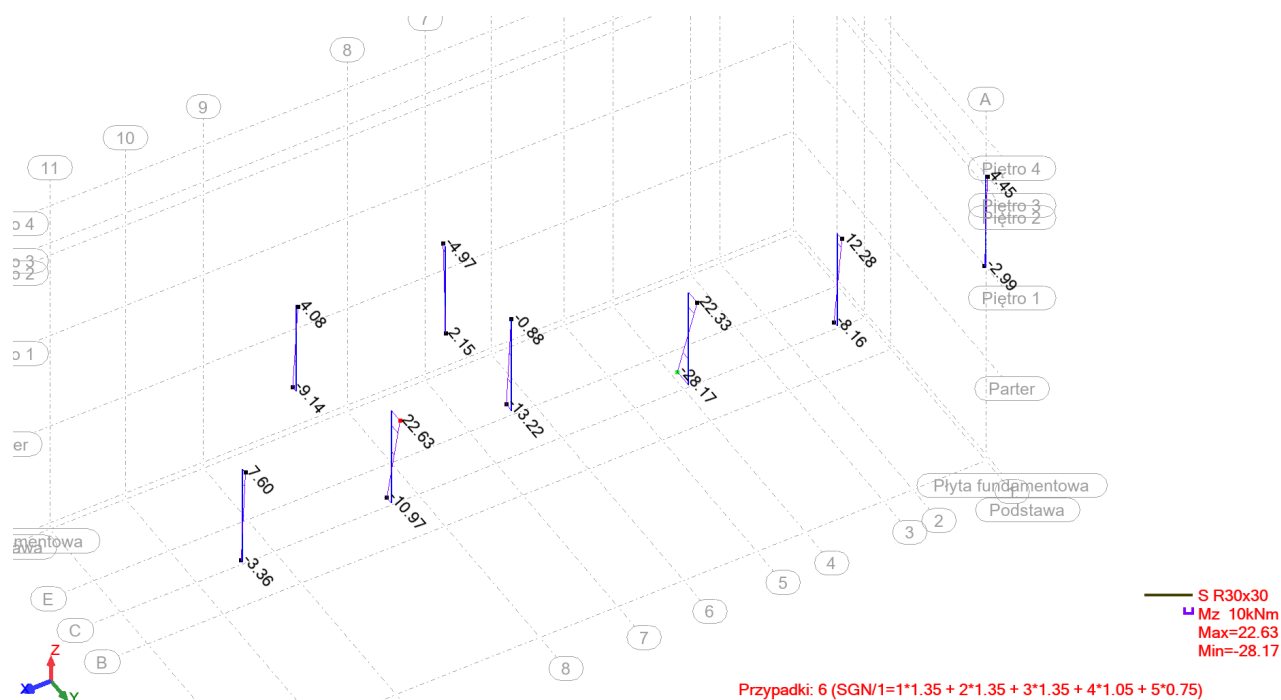 7
8
9
10
11
A
Piętro 4
Piętro 3
Piętro 2
Piętro 1
Parter
Płyta fundamentowa
Podstawa
o 4
o 3
o 2
o 1
er
mentowa
awa
4.45
-2.99
12.28
-8.16
22.33
-28.17
-4.97
2.15
-0.88
-13.22
4.08
-9.14
22.63
-10.97
7.60
-3.36
E
C
B
2
3
4
5
6
7
8
Z
X
Y
S R30x30
Mz 10kNm
Max=22.63
Min=-28.17
Przypadki: 6 (SGN/1=1*1.35 + 2*1.35 + 3*1.35 + 4*1.05 + 5*0.75)